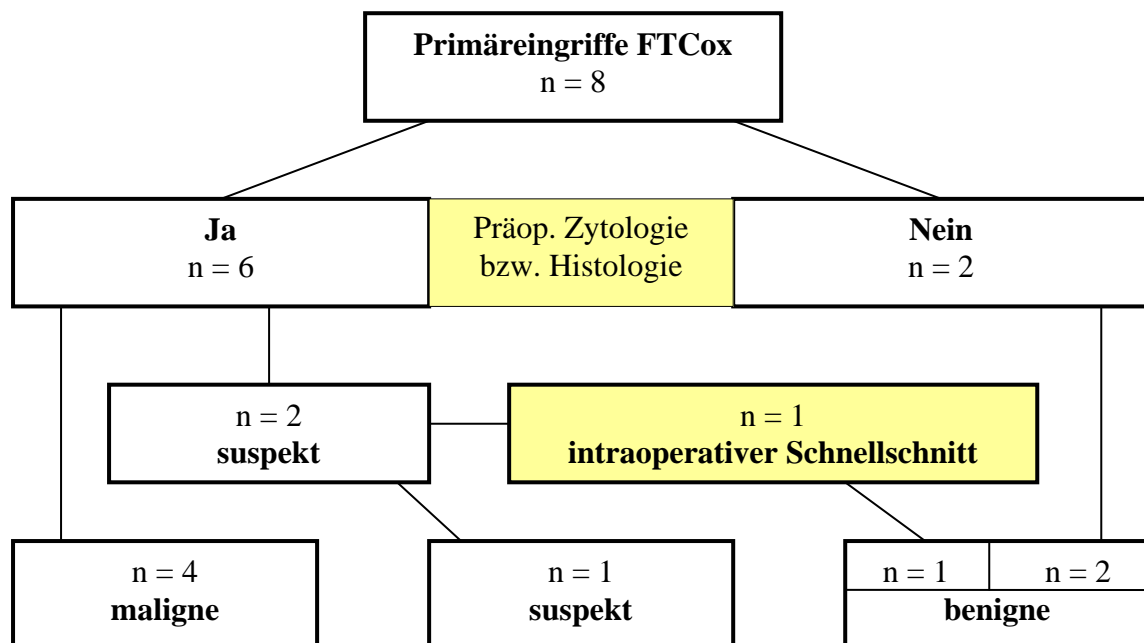 Primäreingriffe FTCox
n = 8
Ja
n = 6
Präop. Zytologie
bzw. Histologie
Nein
n = 2
n = 2
suspekt
n = 1
intraoperativer Schnellschnitt
n = 4
maligne
n = 1
suspekt
n = 1
n = 2
benigne